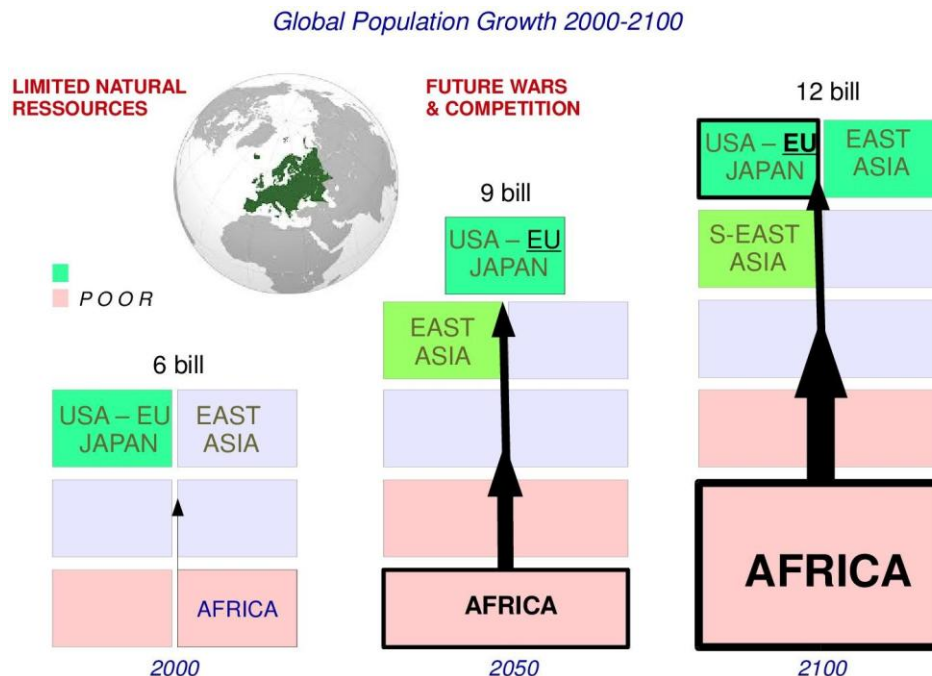 Global Population Growth 2000-2100
LIMITED NATURAL
RESSOURCES
FUTURE WARS
& COMPETITION
P O O R
6 bill
USA – EU
JAPAN
EAST
ASIA
AFRICA
2000
9 bill
USA – EU
JAPAN
EAST
ASIA
AFRICA
2050
12 bill
USA – EU
JAPAN
EAST
ASIA
S-EAST
ASIA
AFRICA
2100